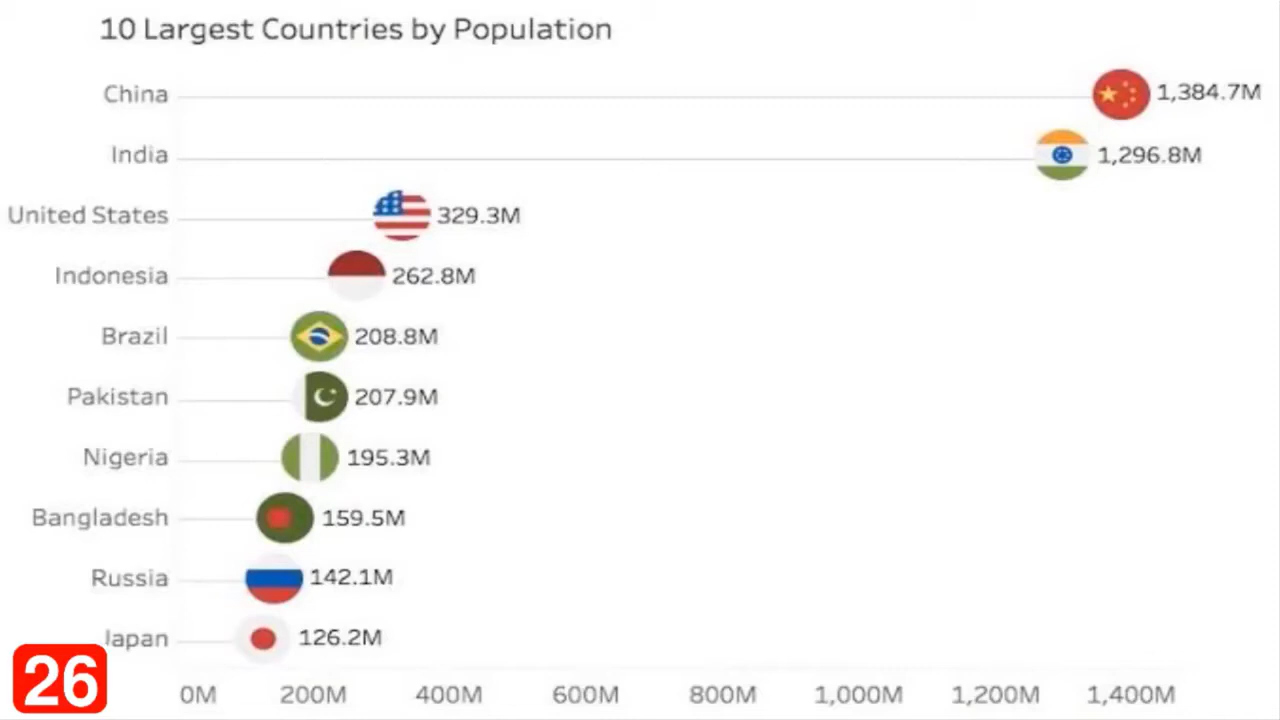 10 Largest Countries by Population
China 1,384.7M
India 1,296.8M
United States 329.3M
Indonesia 262.8M
Brazil 208.8M
Pakistan 207.9M
Nigeria 195.3M
Bangladesh 159.5M
Russia 142.1M
Japan 126.2M
26
0M 200M 400M 600M 800M 1,000M 1,200M 1,400M